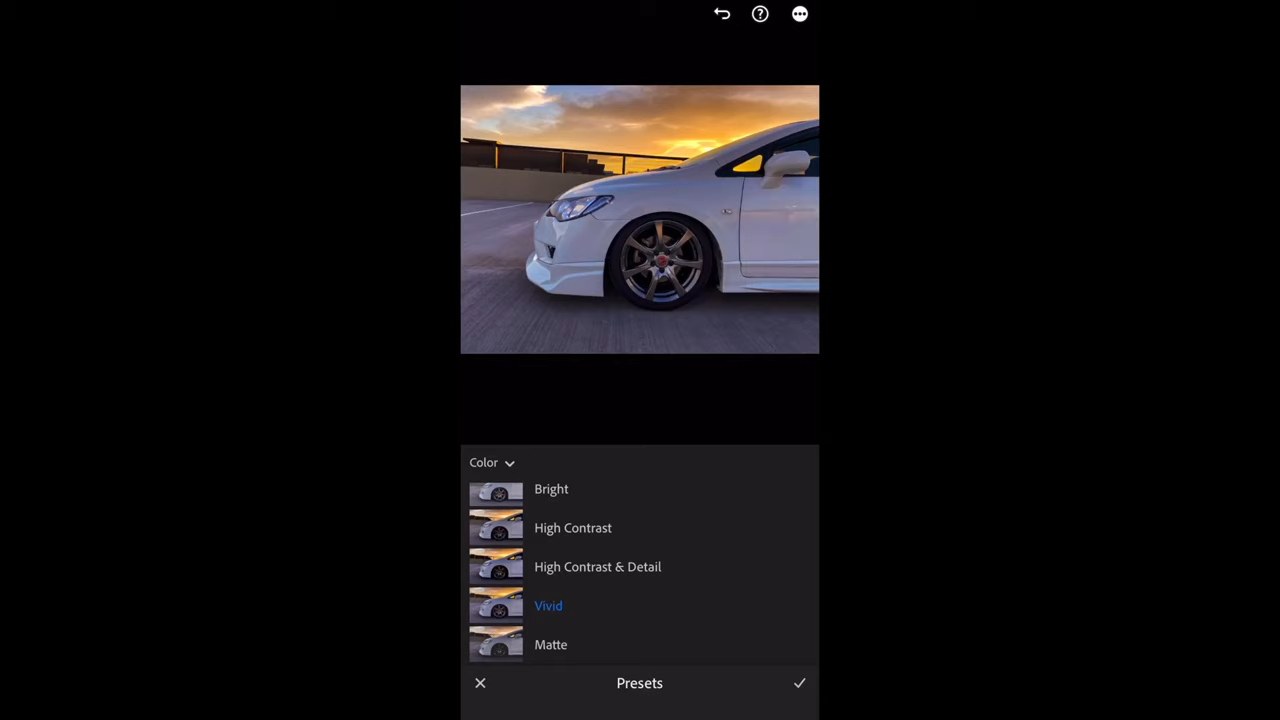 Color
Bright
High Contrast
High Contrast & Detail
Vivid
Matte
Presets